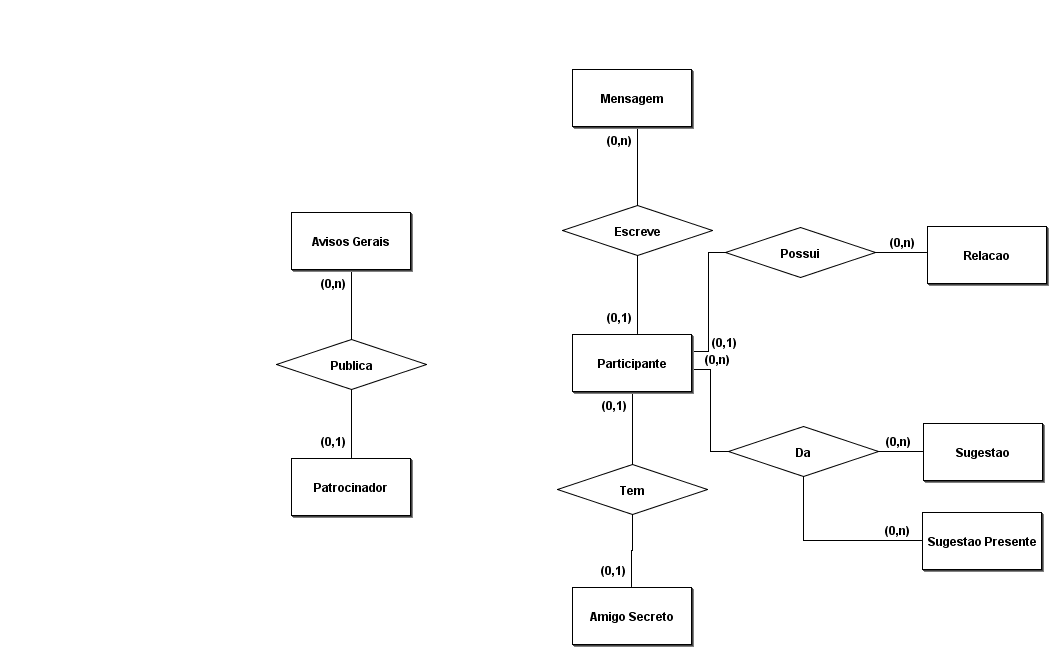 Mensagem
(0,n)
Escreve
(0,1)
Avisos Gerais
(0,n)
Publica
(0,1)
Patrocinador
Possui
(0,n)
Relacao
(0,1)
Participante
(0,n)
(0,1)
Da
(0,n)
Sugestao
(0,n)
Sugestao Presente
Tem
(0,1)
Amigo Secreto